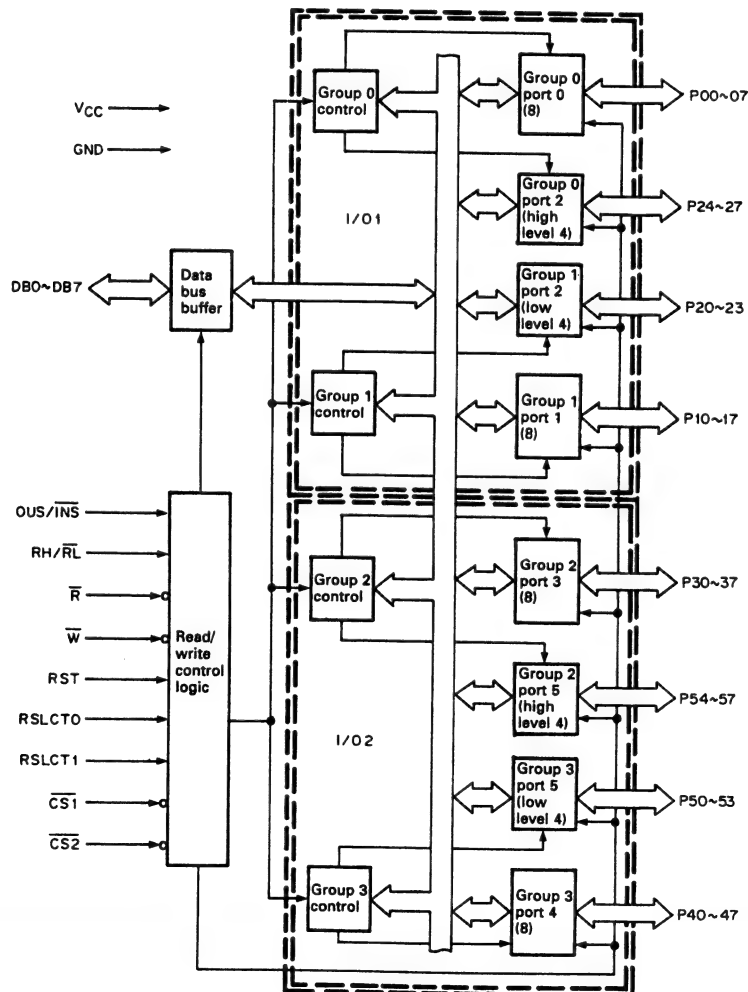 VCC
GND
DB0~DB7
Data
bus
buffer
OUS/INS
RH/RL
R
W
RST
RSLCT0
RSLCT1
CS1
CS2
Read/
write
control
logic
I/O1
Group 0
control
Group 0
port 0
(8)
P00~07
Group 0
port 2
(high
level 4)
P24~27
Group 1
port 2
(low
level 4)
P20~23
Group 1
control
Group 1
port 1
(8)
P10~17
I/O2
Group 2
control
Group 2
port 3
(8)
P30~37
Group 2
port 5
(high
level 4)
P54~57
Group 3
port 5
(low
level 4)
P50~53
Group 3
control
Group 3
port 4
(8)
P40~47